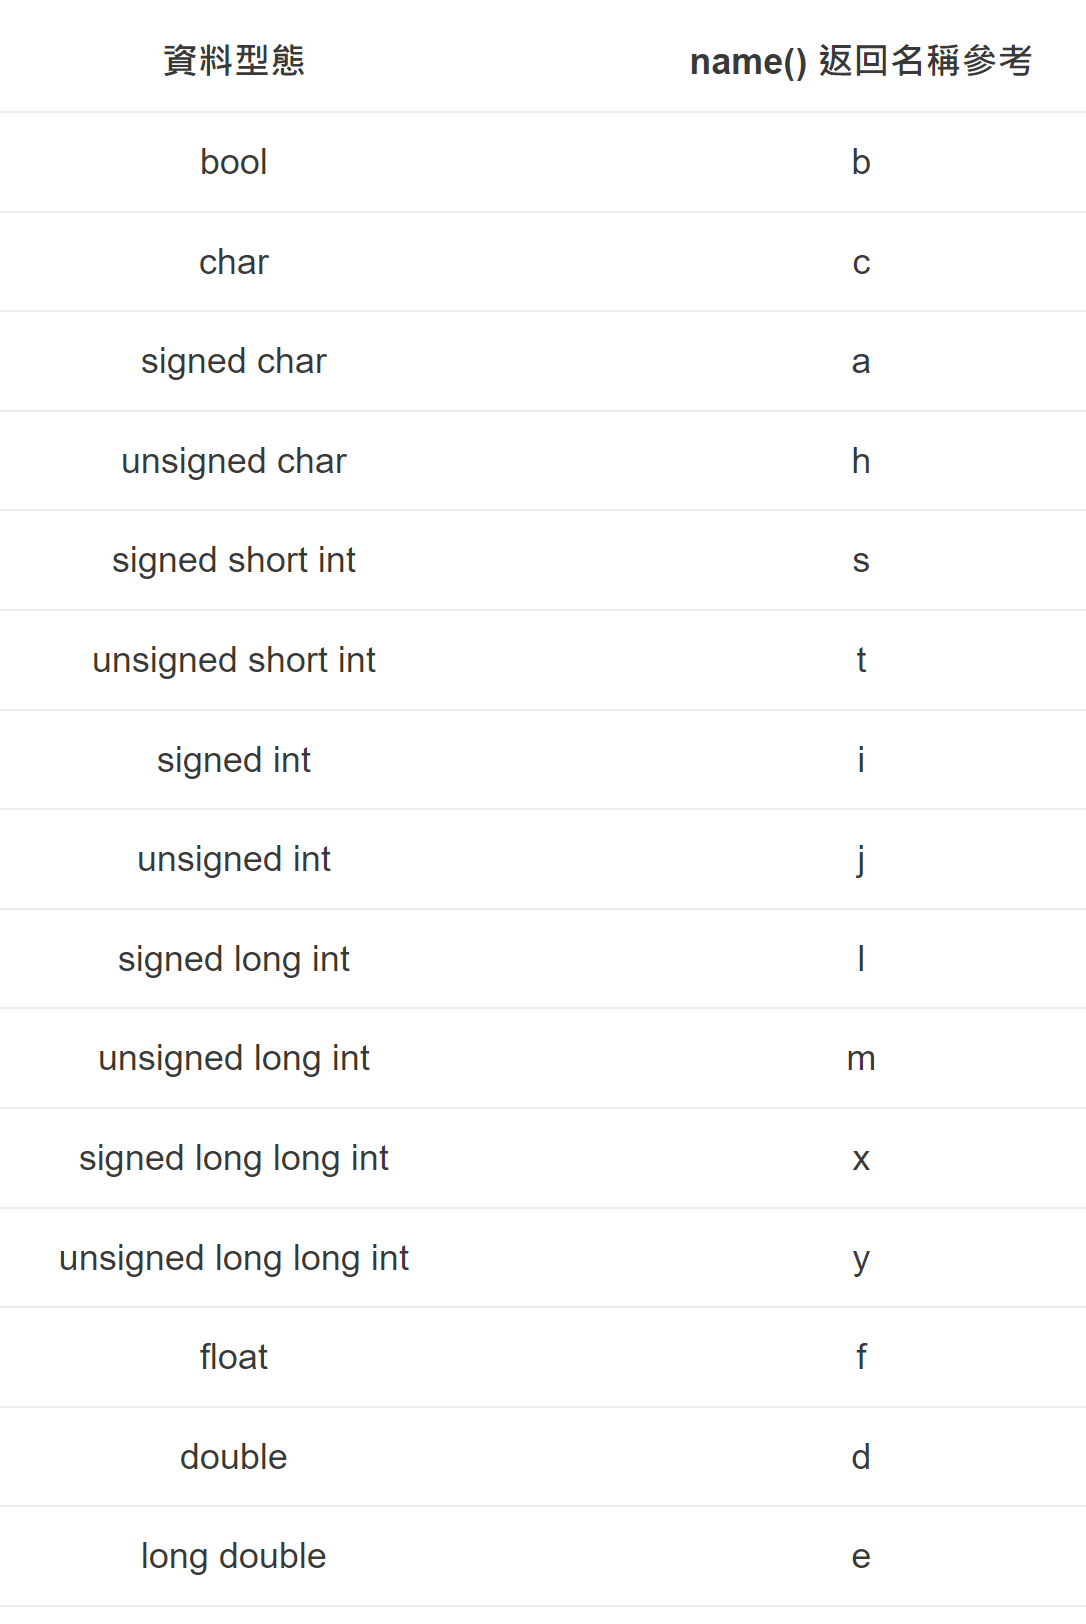 資料型態 name() 返回名稱參考
bool b
char c
signed char a
unsigned char h
signed short int s
unsigned short int t
signed int i
unsigned int j
signed long int l
unsigned long int m
signed long long int x
unsigned long long int y
float f
double d
long double e